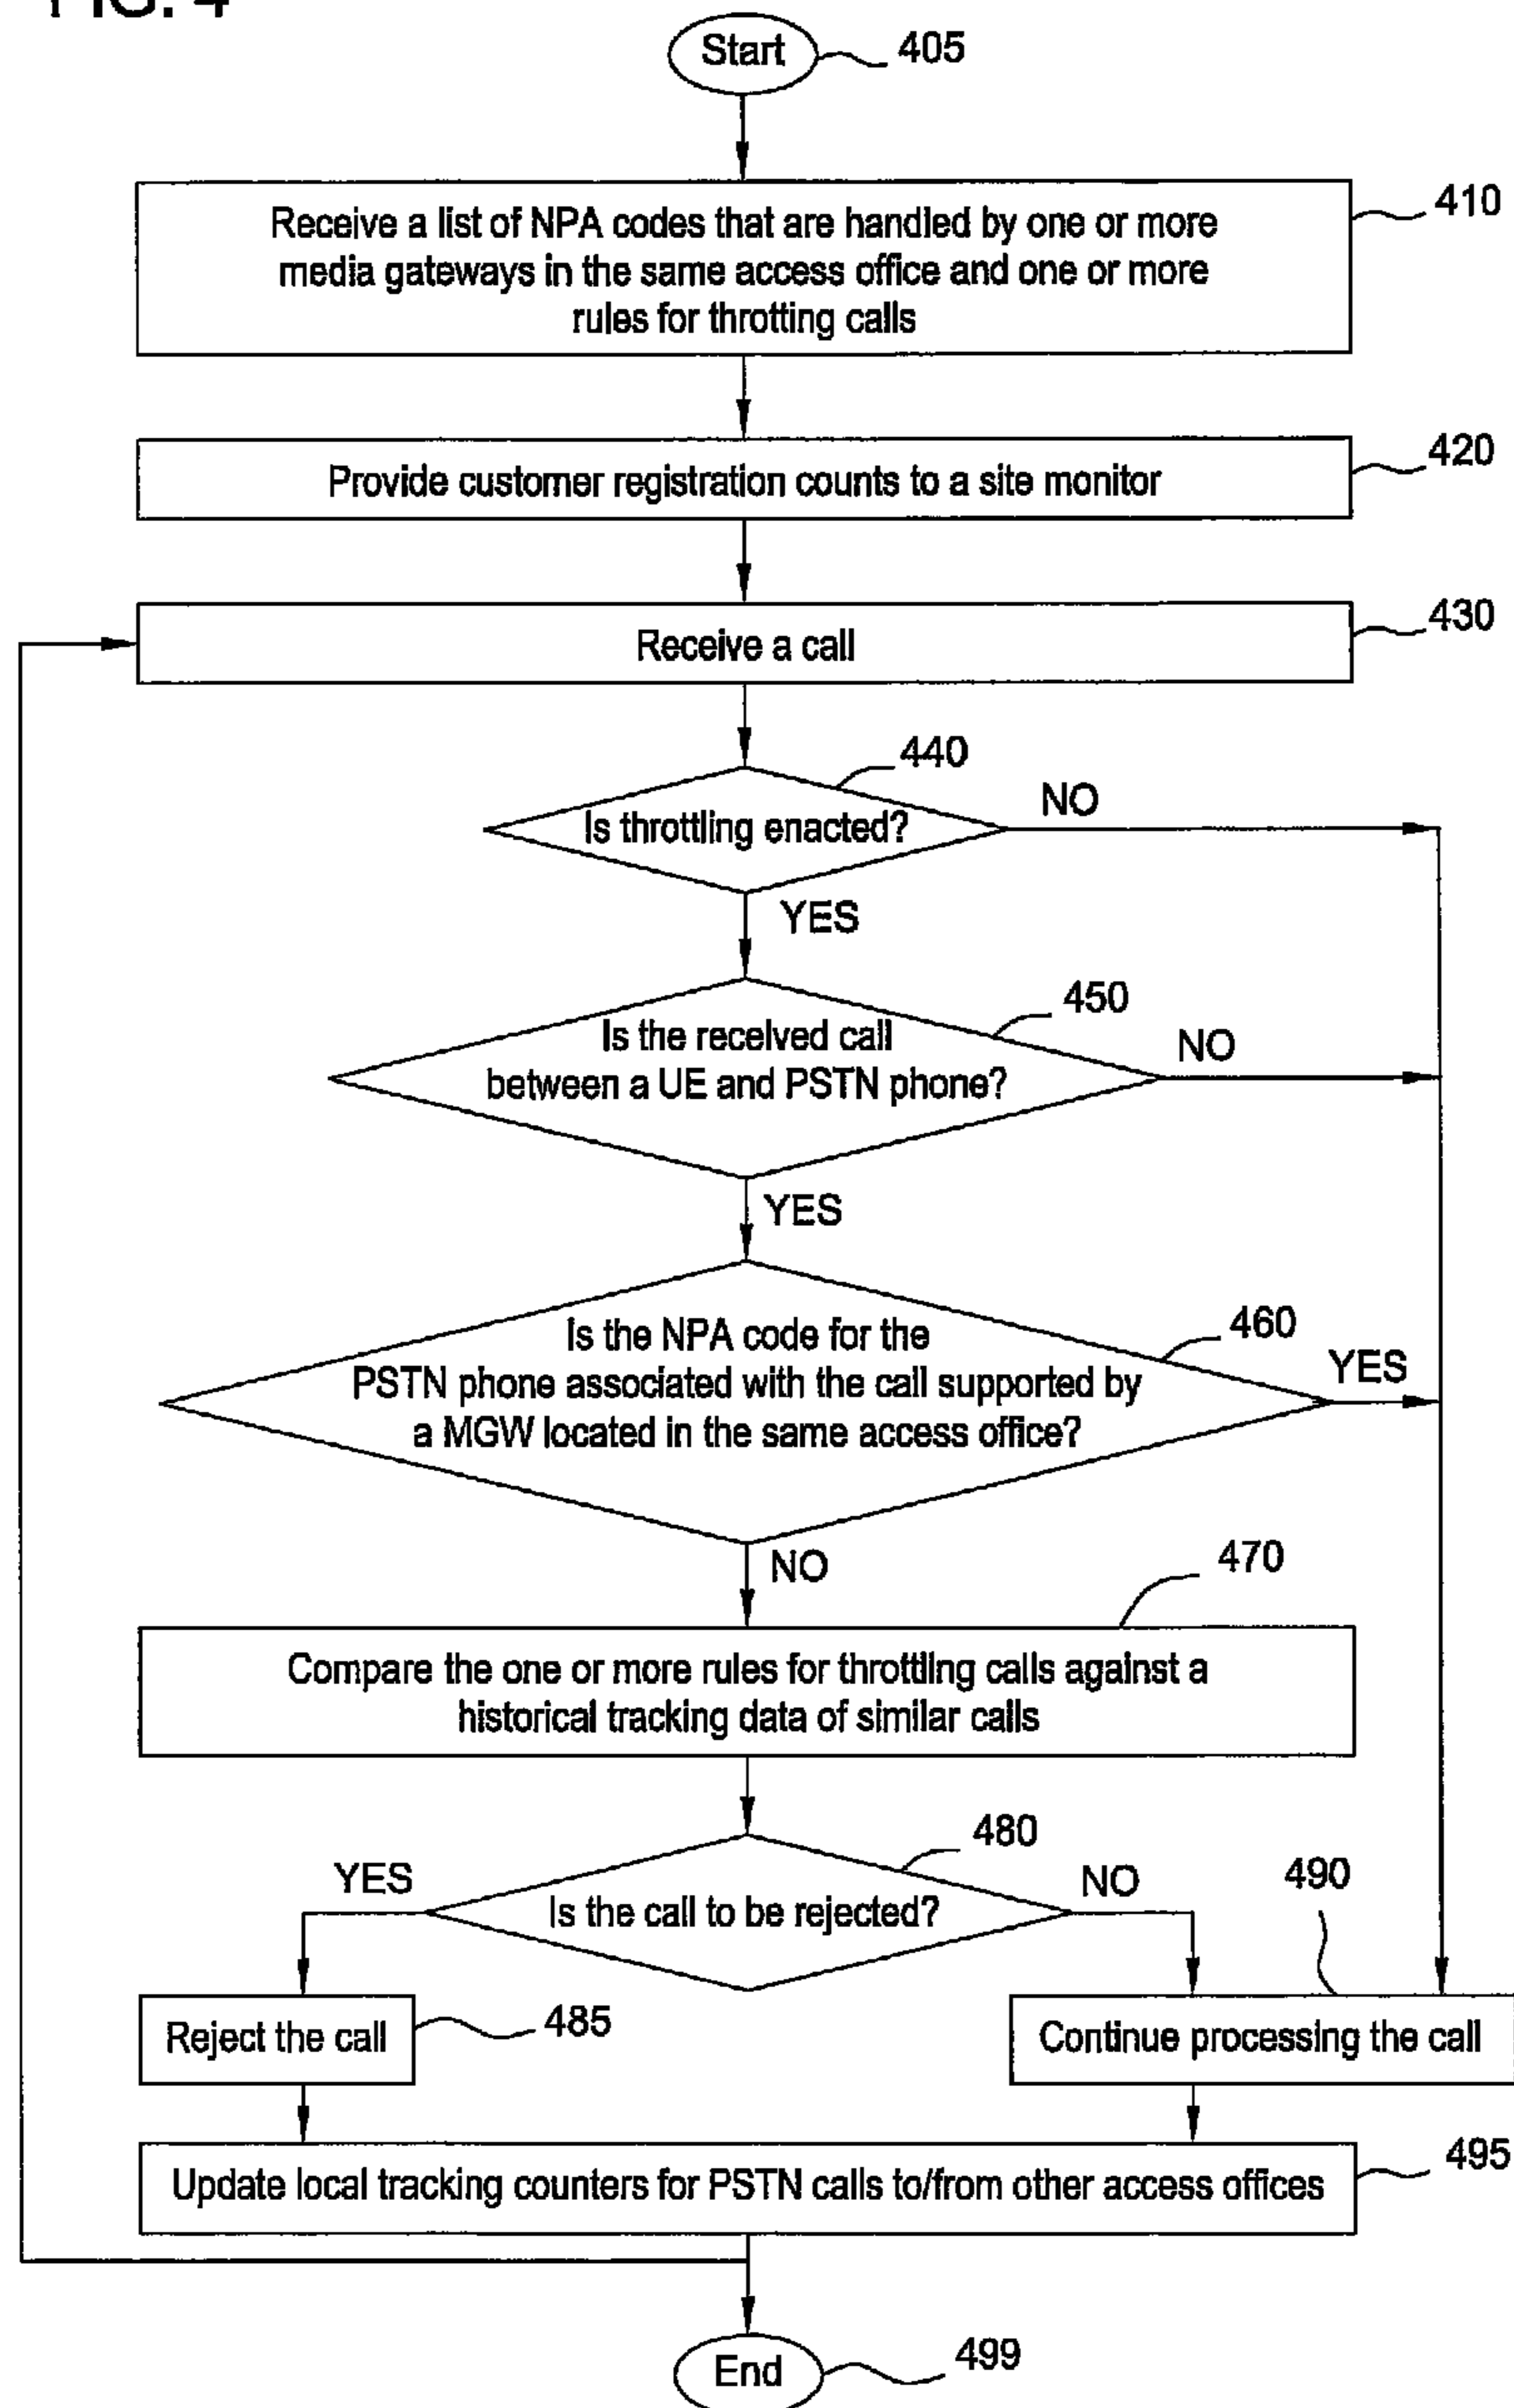 FIG. 4
Start
405
Receive a list of NPA codes that are handled by one or more
media gateways in the same access office and one or more
rules for throtting calls
410
Provide customer registration counts to a site monitor
420
Receive a call
430
440
Is throttling enacted?
NO
YES
450
Is the received call
between a UE and PSTN phone?
NO
YES
460
Is the NPA code for the
PSTN phone associated with the call supported by
a MGW located in the same access office?
YES
NO
470
Compare the one or more rules for throttling calls against a
historical tracking data of similar calls
480
YES
Is the call to be rejected?
NO
490
Reject the call
485
Continue processing the call
Update local tracking counters for PSTN calls to/from other access offices
495
End
499